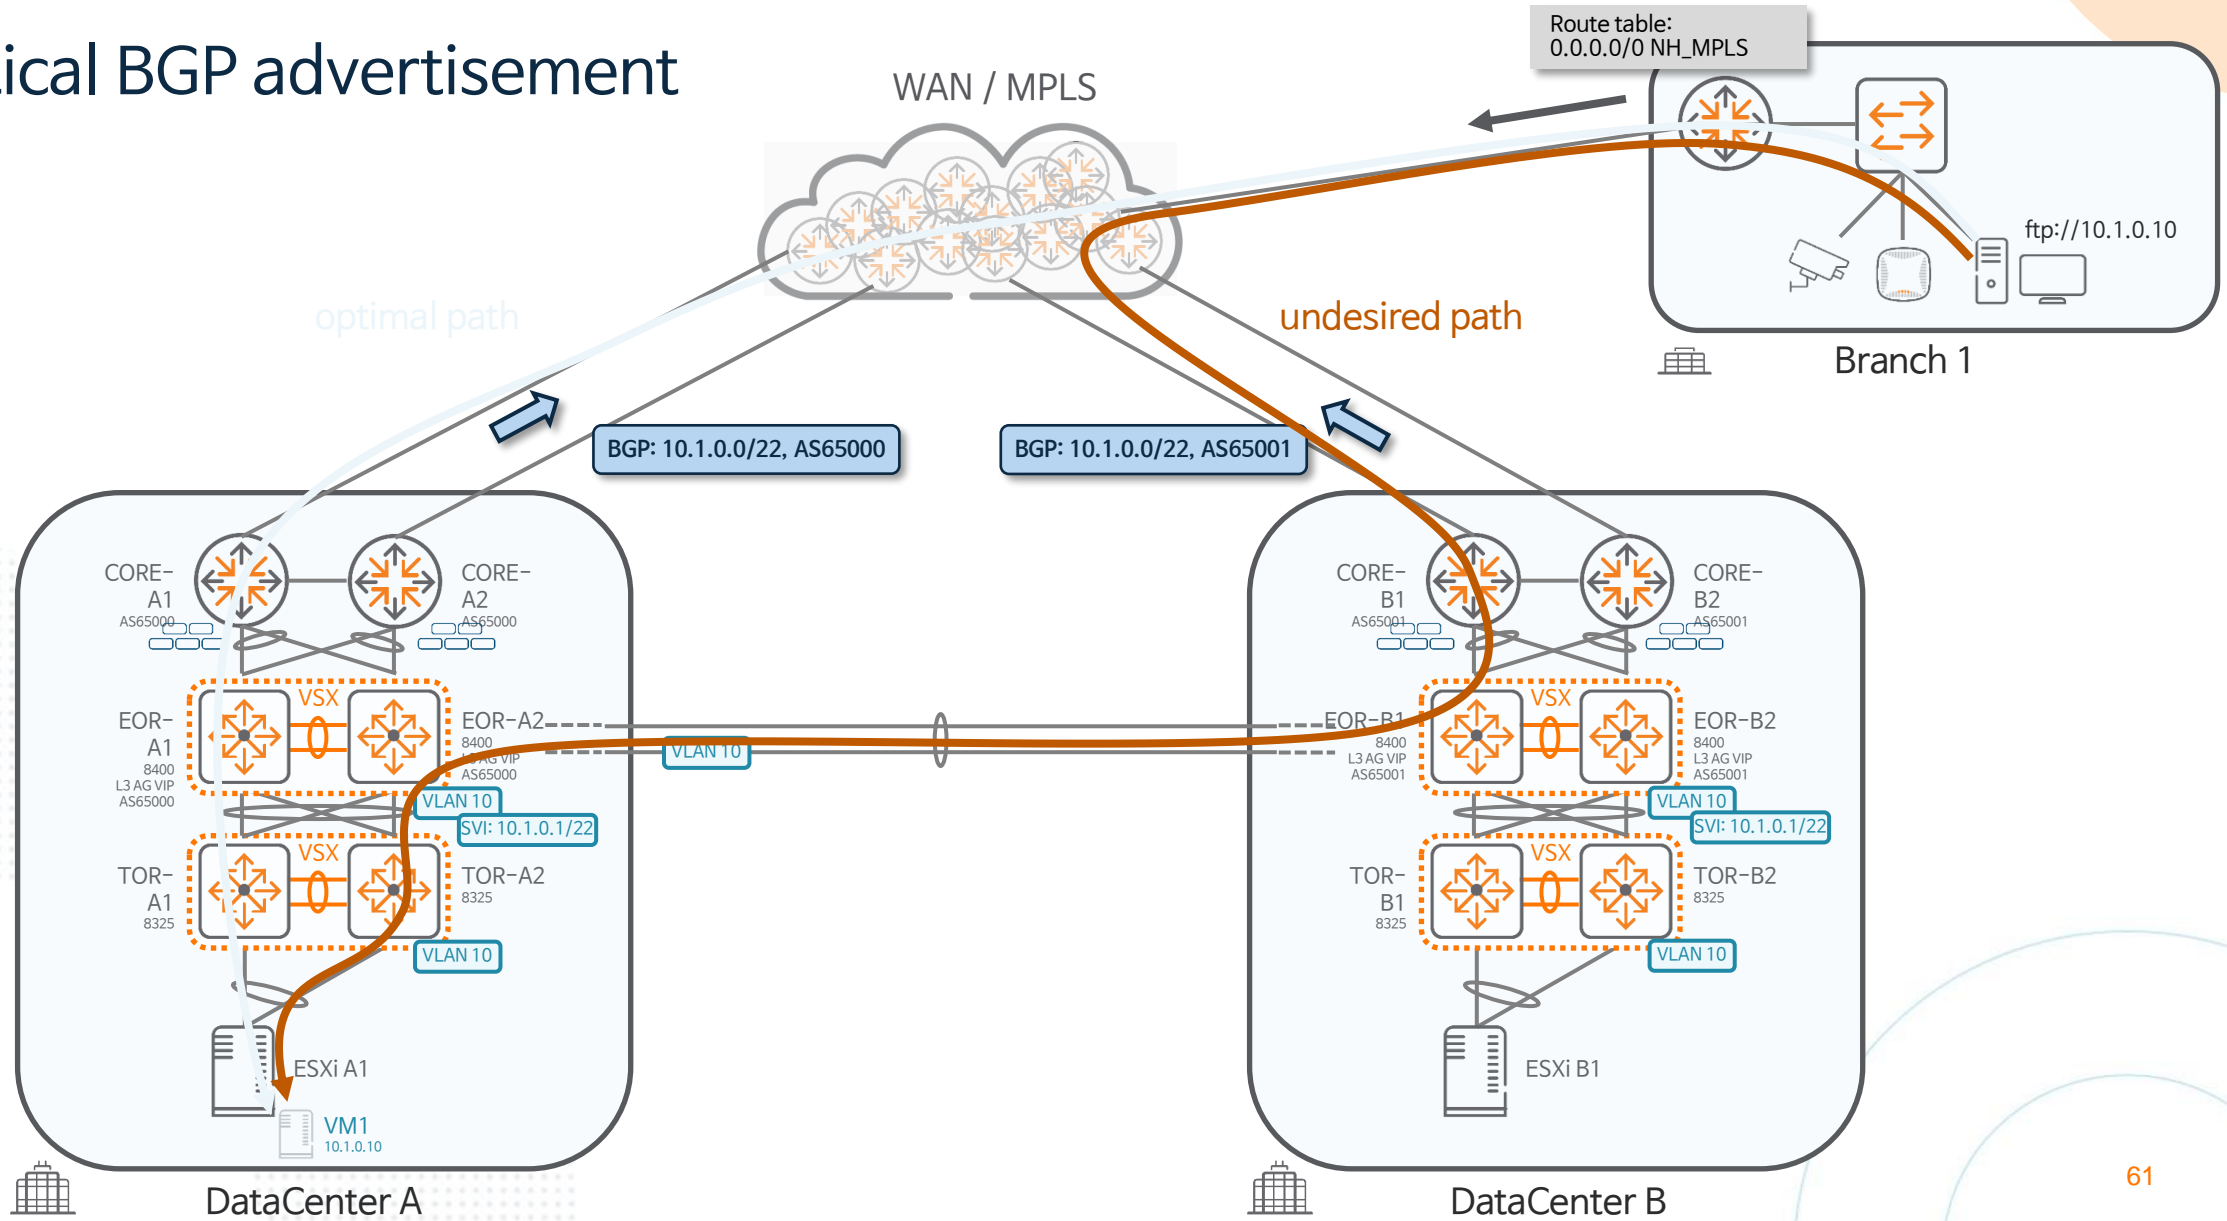 tical BGP advertisement
Route table:
0.0.0.0/0 NH_MPLS
WAN / MPLS
ftp://10.1.0.10
Branch 1
optimal path
undesired path
BGP: 10.1.0.0/22, AS65000
BGP: 10.1.0.0/22, AS65001
CORE-
A1
AS65000
CORE-
A2
AS65000
VSX
EOR-
A1
8400
L3 AG VIP
AS65000
EOR-A2
8400
L3 AG VIP
AS65000
VLAN 10
SVI: 10.1.0.1/22
VSX
TOR-
A1
8325
TOR-A2
8325
VLAN 10
ESXi A1
VM1
10.1.0.10
DataCenter A
VLAN 10
CORE-
B1
AS65001
CORE-
B2
AS65001
VSX
EOR-B1
8400
L3 AG VIP
AS65001
EOR-B2
8400
L3 AG VIP
AS65001
VLAN 10
SVI: 10.1.0.1/22
VSX
TOR-
B1
8325
TOR-B2
8325
VLAN 10
ESXi B1
DataCenter B
61